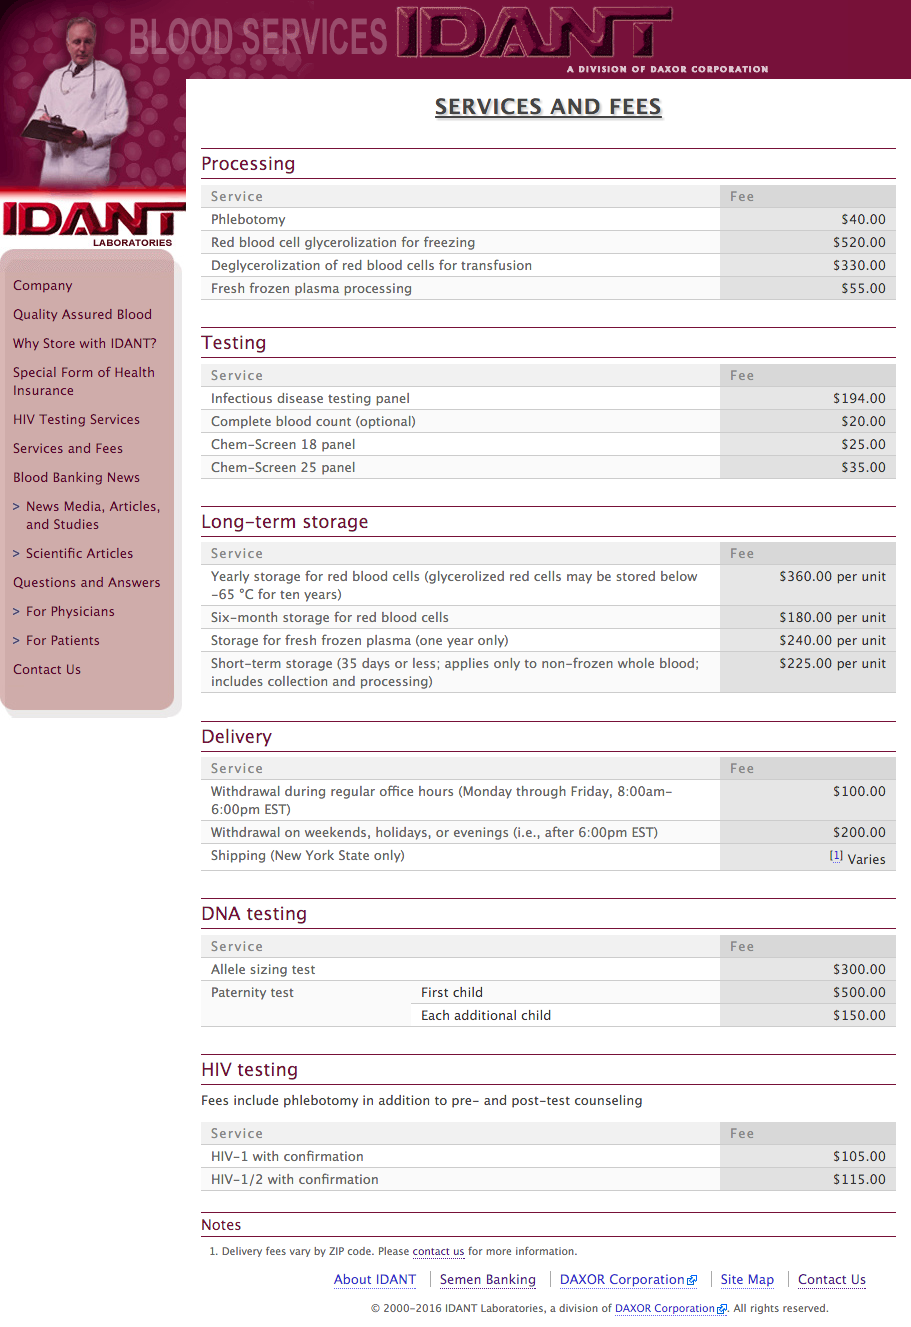 BLOOD SERVICES IDANT
A DIVISION OF DAXOR CORPORATION
IDANT
LABORATORIES
Company
Quality Assured Blood
Why Store with IDANT?
Special Form of Health
Insurance
HIV Testing Services
Services and Fees
Blood Banking News
> News Media, Articles,
and Studies
> Scientific Articles
Questions and Answers
> For Physicians
> For Patients
Contact Us
SERVICES AND FEES
Processing
Service Fee
Phlebotomy $40.00
Red blood cell glycerolization for freezing $520.00
Deglycerolization of red blood cells for transfusion $330.00
Fresh frozen plasma processing $55.00
Testing
Service Fee
Infectious disease testing panel $194.00
Complete blood count (optional) $20.00
Chem-Screen 18 panel $25.00
Chem-Screen 25 panel $35.00
Long-term storage
Service Fee
Yearly storage for red blood cells (glycerolized red cells may be stored below $360.00 per unit
-65 °C for ten years)
Six-month storage for red blood cells $180.00 per unit
Storage for fresh frozen plasma (one year only) $240.00 per unit
Short-term storage (35 days or less; applies only to non-frozen whole blood; $225.00 per unit
includes collection and processing)
Delivery
Service Fee
Withdrawal during regular office hours (Monday through Friday, 8:00am- $100.00
6:00pm EST)
Withdrawal on weekends, holidays, or evenings (i.e., after 6:00pm EST) $200.00
Shipping (New York State only) [1] Varies
DNA testing
Service Fee
Allele sizing test $300.00
Paternity test First child $500.00
Each additional child $150.00
HIV testing
Fees include phlebotomy in addition to pre- and post-test counseling
Service Fee
HIV-1 with confirmation $105.00
HIV-1/2 with confirmation $115.00
Notes
1. Delivery fees vary by ZIP code. Please contact us for more information.
About IDANT Semen Banking DAXOR Corporation Site Map Contact Us
© 2000-2016 IDANT Laboratories, a division of DAXOR Corporation. All rights reserved.